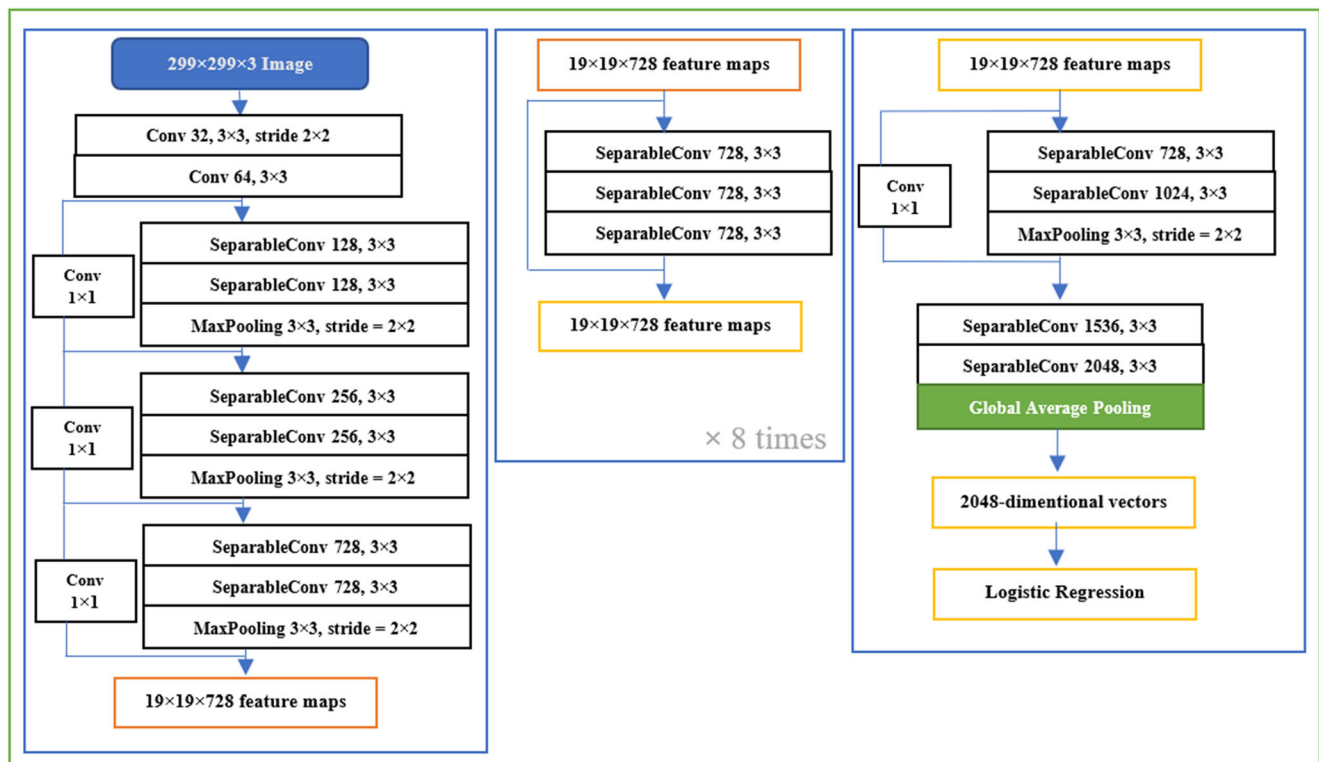 299×299×3 Image
Conv 32, 3×3, stride 2×2
Conv 64, 3×3
SeparableConv 128, 3×3
SeparableConv 128, 3×3
MaxPooling 3×3, stride = 2×2
Conv
1×1
SeparableConv 256, 3×3
SeparableConv 256, 3×3
MaxPooling 3×3, stride = 2×2
Conv
1×1
SeparableConv 728, 3×3
SeparableConv 728, 3×3
MaxPooling 3×3, stride = 2×2
Conv
1×1
19×19×728 feature maps
19×19×728 feature maps
SeparableConv 728, 3×3
SeparableConv 728, 3×3
SeparableConv 728, 3×3
19×19×728 feature maps
× 8 times
19×19×728 feature maps
SeparableConv 728, 3×3
SeparableConv 1024, 3×3
MaxPooling 3×3, stride = 2×2
Conv
1×1
SeparableConv 1536, 3×3
SeparableConv 2048, 3×3
Global Average Pooling
2048-dimentional vectors
Logistic Regression